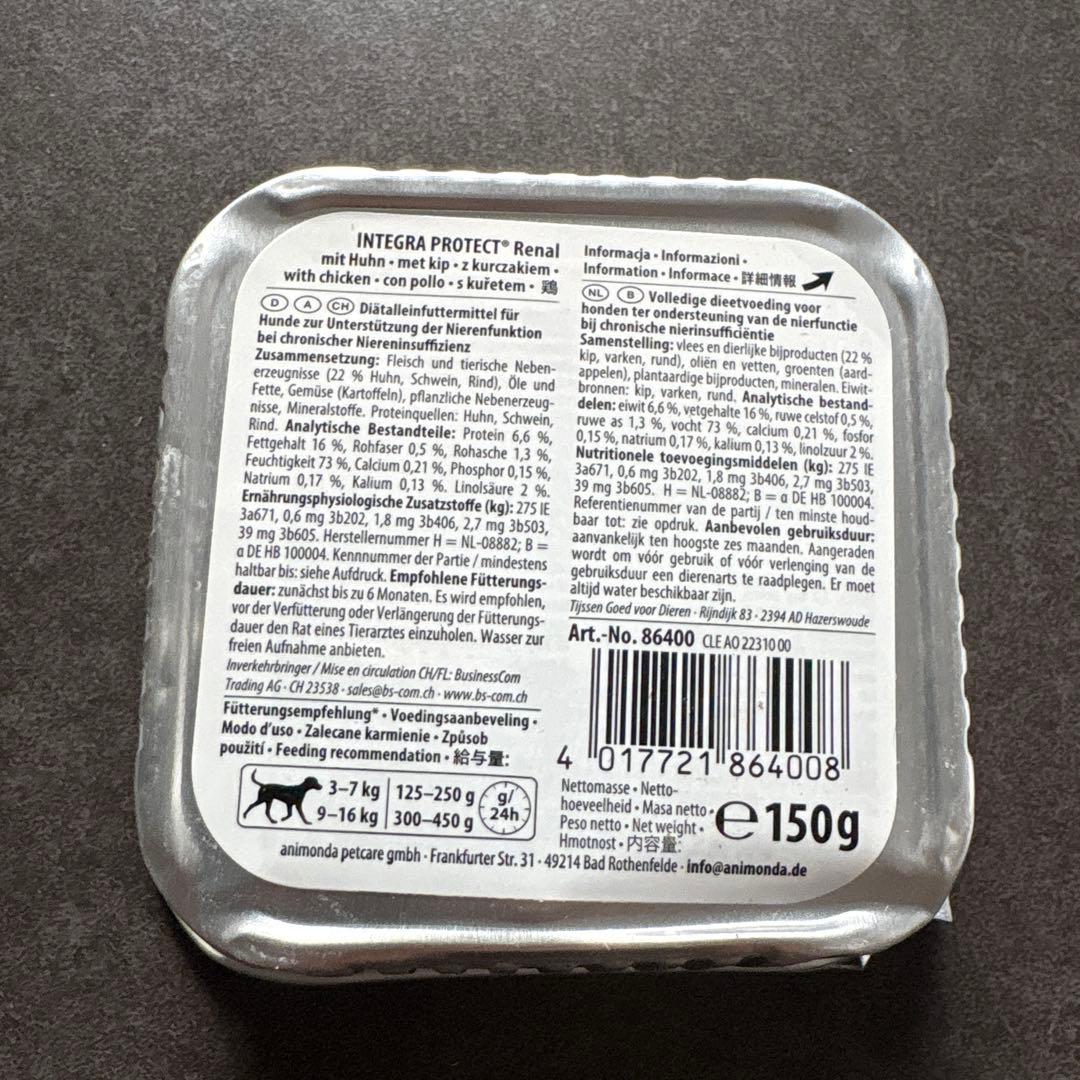 INTEGRA PROTECT® Renal
mit Huhn • met kip • z kurczakiem •
with chicken • con pollo • s kuřetem • 鶏
D A CH Diätalleinfuttermittel für
Hunde zur Unterstützung der Nierenfunktion
bei chronischer Niereninsuffizienz
Zusammensetzung: Fleisch und tierische Neben-
erzeugnisse (22 % Huhn, Schwein, Rind), Öle und
Fette, Gemüse (Kartoffeln), pflanzliche Nebenerzeug-
nisse, Mineralstoffe. Proteinquellen: Huhn, Schwein,
Rind. Analytische Bestandteile: Protein 6,6 %,
Fettgehalt 16 %, Rohfaser 0,5 %, Rohasche 1,3 %,
Feuchtigkeit 73 %, Calcium 0,21 %, Phosphor 0,15 %,
Natrium 0,17 %, Kalium 0,13 %. Linolsäure 2 %.
Ernährungsphysiologische Zusatzstoffe (kg): 275 IE
3a671, 0,6 mg 3b202, 1,8 mg 3b406, 2,7 mg 3b503,
39 mg 3b605. Herstellernummer H = NL-08882; B =
α DE HB 100004. Kennnummer der Partie / mindestens
haltbar bis: siehe Aufdruck. Empfohlene Fütterungs-
dauer: zunächst bis zu 6 Monaten. Es wird empfohlen,
vor der Verfütterung oder Verlängerung der Fütterungs-
dauer den Rat eines Tierarztes einzuholen. Wasser zur
freien Aufnahme anbieten.
Inverkehrbringer / Mise en circulation CH/FL: BusinessCom
Trading AG · CH 23538 · sales@bs-com.ch · www.bs-com.ch
Fütterungsempfehlung* • Voedingsaanbeveling •
Modo d'uso • Zalecane karmienie • Způsob
použití • Feeding recommendation • 給与量:
3–7 kg 125–250 g g/
9–16 kg 300–450 g 24h
Informacja • Informazioni •
Information • Informace • 詳細情報
NL B Volledige dieetvoeding voor
honden ter ondersteuning van de nierfunctie
bij chronische nierinsufficiëntie
Samenstelling: vlees en dierlijke bijproducten (22 %
kip, varken, rund), oliën en vetten, groenten (aard-
appelen), plantaardige bijproducten, mineralen. Eiwit-
bronnen: kip, varken, rund. Analytische bestand-
delen: eiwit 6,6 %, vetgehalte 16 %, ruwe celstof 0,5 %,
ruwe as 1,3 %, vocht 73 %, calcium 0,21 %, fosfor
0,15 %, natrium 0,17 %, kalium 0,13 %, linolzuur 2 %.
Nutritionele toevoegingsmiddelen (kg): 275 IE
3a671, 0,6 mg 3b202, 1,8 mg 3b406, 2,7 mg 3b503,
39 mg 3b605. H = NL-08882; B = α DE HB 100004.
Referentienummer van de partij / ten minste houd-
baar tot: zie opdruk. Aanbevolen gebruiksduur:
aanvankelijk ten hoogste zes maanden. Aangeraden
wordt om vóór gebruik of vóór verlenging van de
gebruiksduur een dierenarts te raadplegen. Er moet
altijd water beschikbaar zijn.
Tijssen Goed voor Dieren · Rijndijk 83 · 2394 AD Hazerswoude
Art.-No. 86400 CLE AO 22310 00
4 017721 864008
Nettomasse • Netto-
hoeveelheid • Masa netto •
Peso netto • Net weight •
Hmotnost • 内容量:
℮ 150g
animonda petcare gmbh · Frankfurter Str. 31 · 49214 Bad Rothenfelde · info@animonda.de